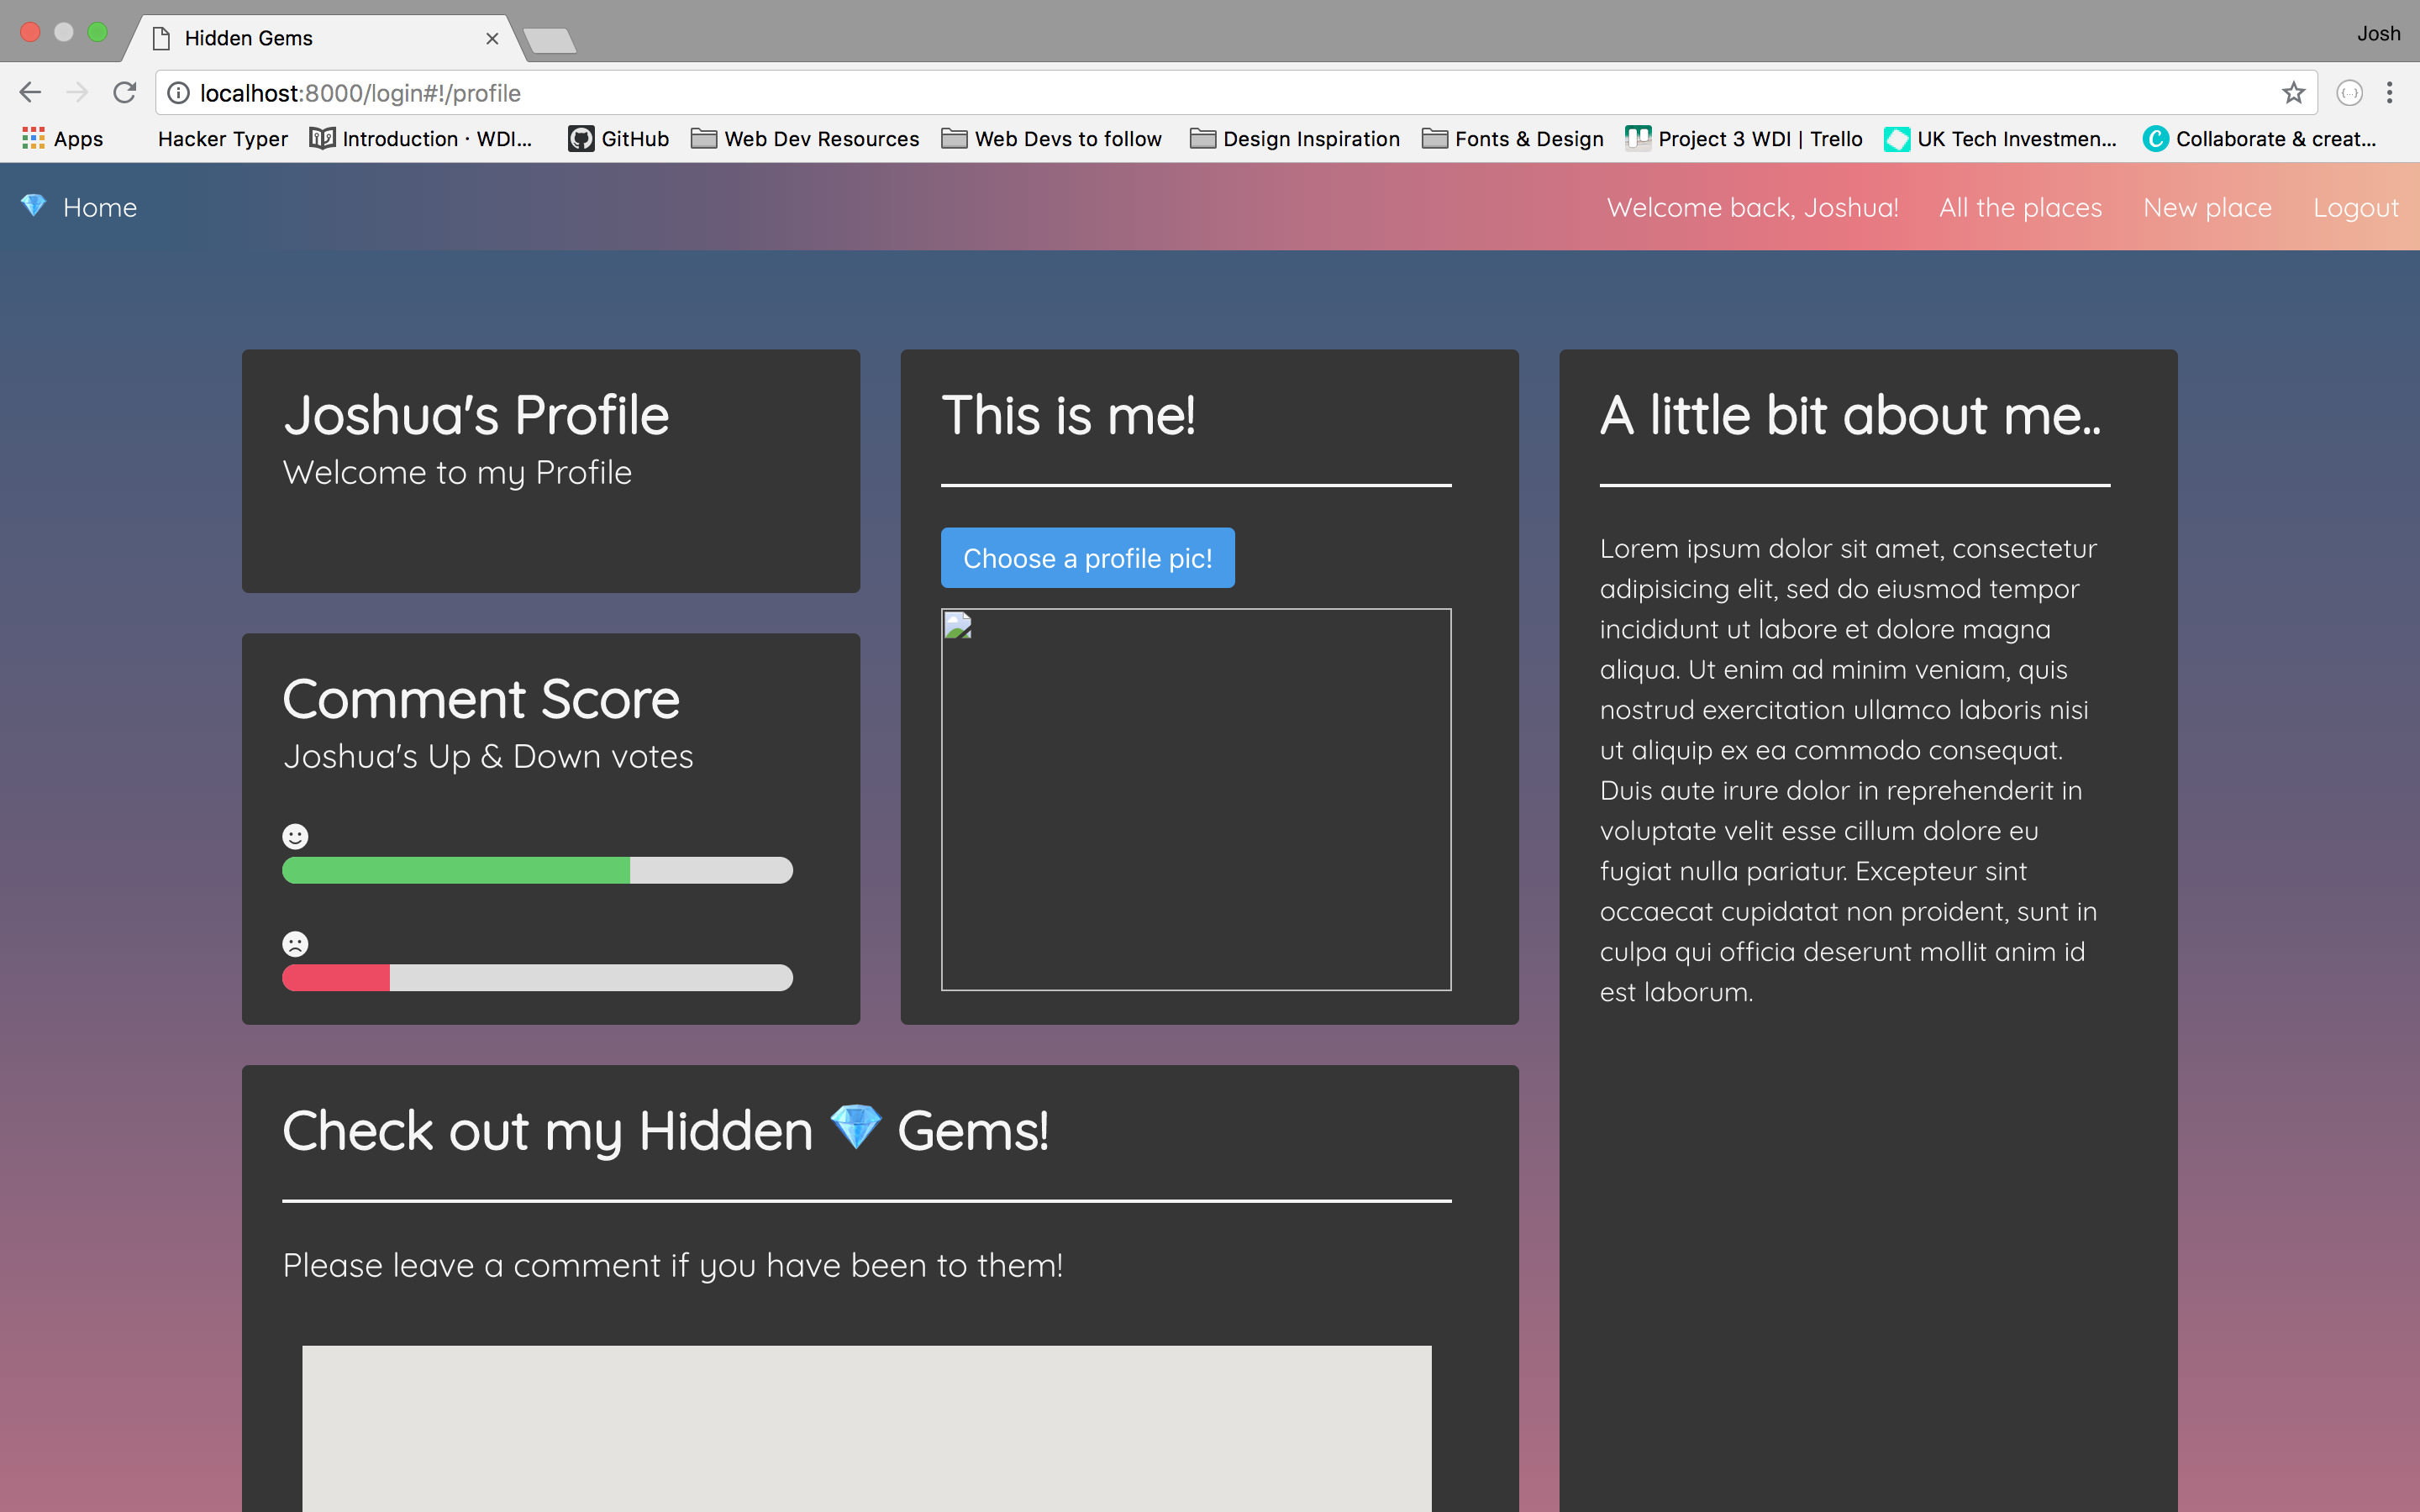 Hidden Gems
Josh
localhost:8000/login#!/profile
Apps Hacker Typer Introduction · WDI... GitHub Web Dev Resources Web Devs to follow Design Inspiration Fonts & Design Project 3 WDI | Trello UK Tech Investmen... Collaborate & creat...
Home Welcome back, Joshua! All the places New place Logout
Joshua's Profile
Welcome to my Profile
Comment Score
Joshua's Up & Down votes
This is me!
Choose a profile pic!
A little bit about me..
Lorem ipsum dolor sit amet, consectetur
adipisicing elit, sed do eiusmod tempor
incididunt ut labore et dolore magna
aliqua. Ut enim ad minim veniam, quis
nostrud exercitation ullamco laboris nisi
ut aliquip ex ea commodo consequat.
Duis aute irure dolor in reprehenderit in
voluptate velit esse cillum dolore eu
fugiat nulla pariatur. Excepteur sint
occaecat cupidatat non proident, sunt in
culpa qui officia deserunt mollit anim id
est laborum.
Check out my Hidden 💎 Gems!
Please leave a comment if you have been to them!